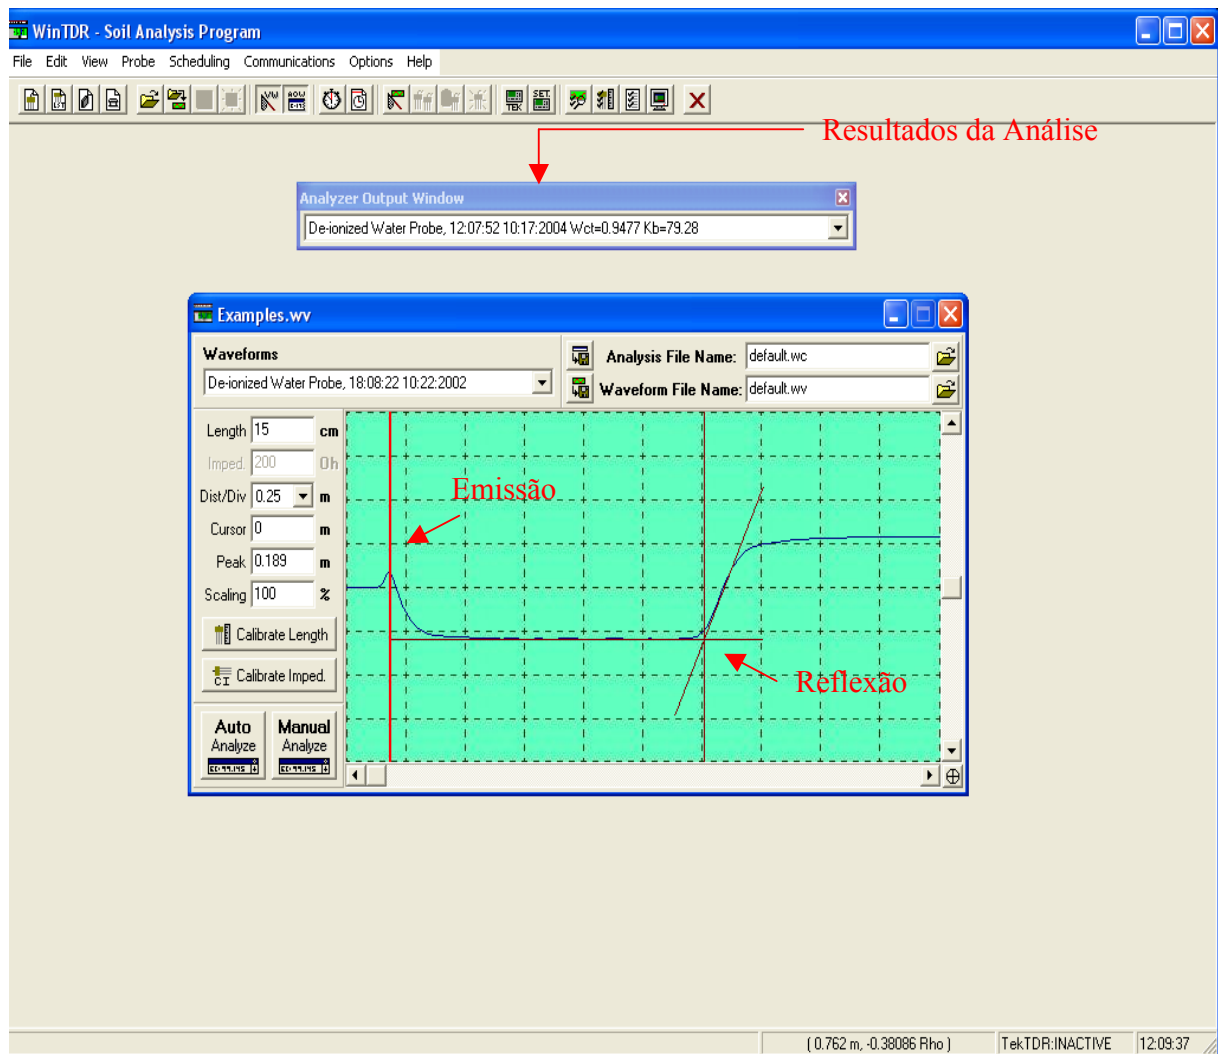 WinTDR - Soil Analysis Program
File Edit View Probe Scheduling Communications Options Help
Resultados da Análise
Analyzer Output Window
De-ionized Water Probe, 12:07:52 10:17:2004 Wct=0.9477 Kb=79.28
Examples.wv
Waveforms
De-ionized Water Probe, 18:08:22 10:22:2002
Analysis File Name: default.wc
Waveform File Name: default.wv
Length 15 cm
Imped. 200 Oh
Dist/Div 0.25 m
Cursor 0 m
Peak 0.189 m
Scaling 100 %
Calibrate Length
Calibrate Imped.
Auto Analyze
Manual Analyze
Emissão
Reflexão
( 0.762 m, -0.38086 Rho )
TekTDR:INACTIVE
12:09:37